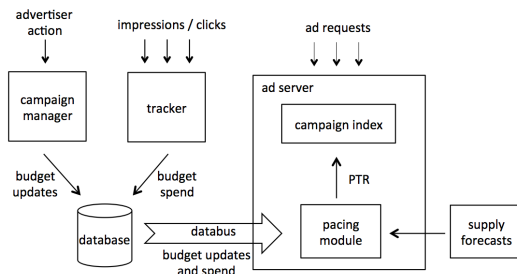 advertiser
action
impressions / clicks
ad requests
ad server
campaign
manager
tracker
campaign index
budget
updates
budget
spend
PTR
database
databus
budget updates
and spend
pacing
module
supply
forecasts